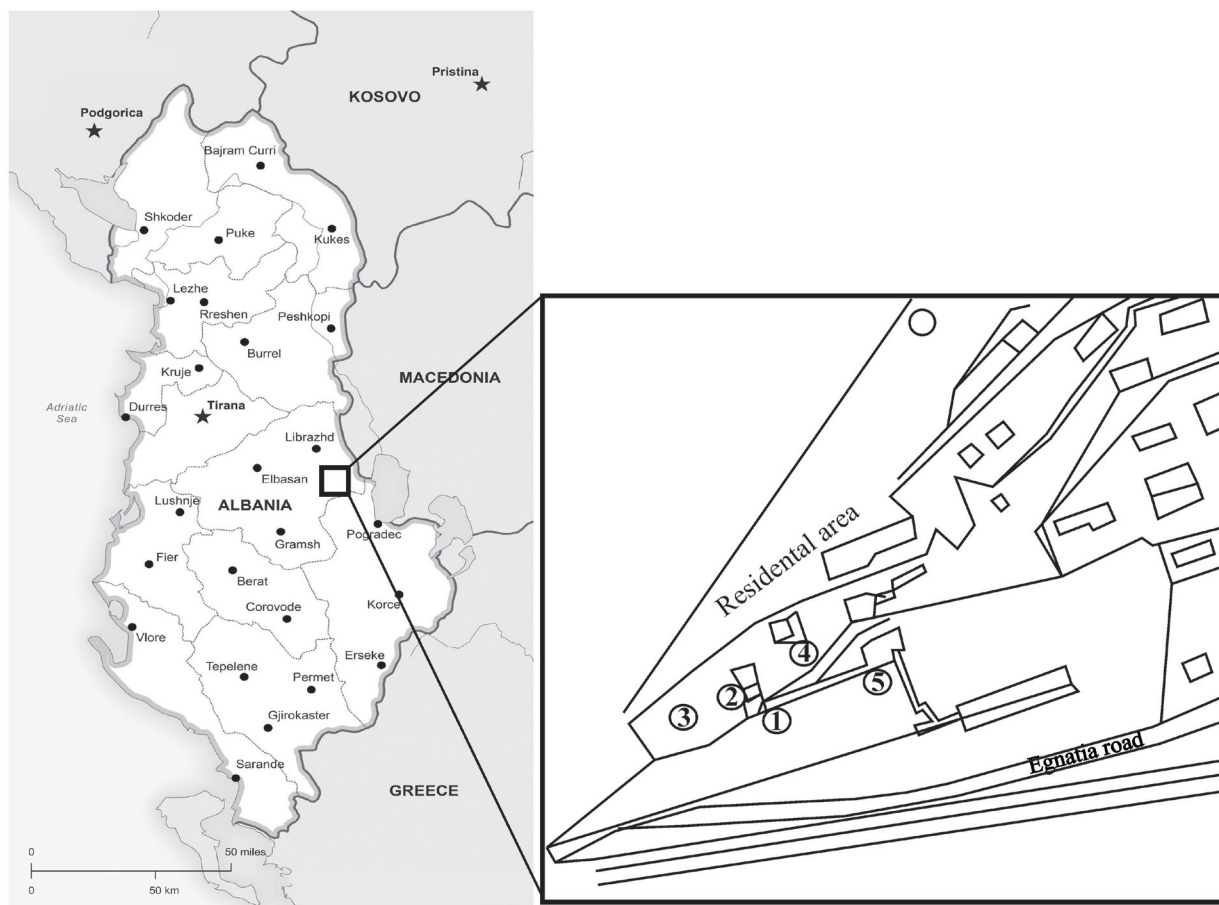 Pristina
KOSOVO
Podgorica
Bajram Curri
Shkoder
Puke
Kukes
Lezhe
Rreshen
Peshkopi
Burrel
Kruje
MACEDONIA
Adriatic
Sea
Durres
Tirana
Librazhd
Elbasan
ALBANIA
Lushnje
Pogradec
Gramsh
Fier
Berat
Corovode
Korce
Vlore
Erseke
Tepelene
Permet
Gjirokaster
Sarande
GREECE
0
50 miles
0
50 km
Residental area
4
2
5
3
1
Egnatia road